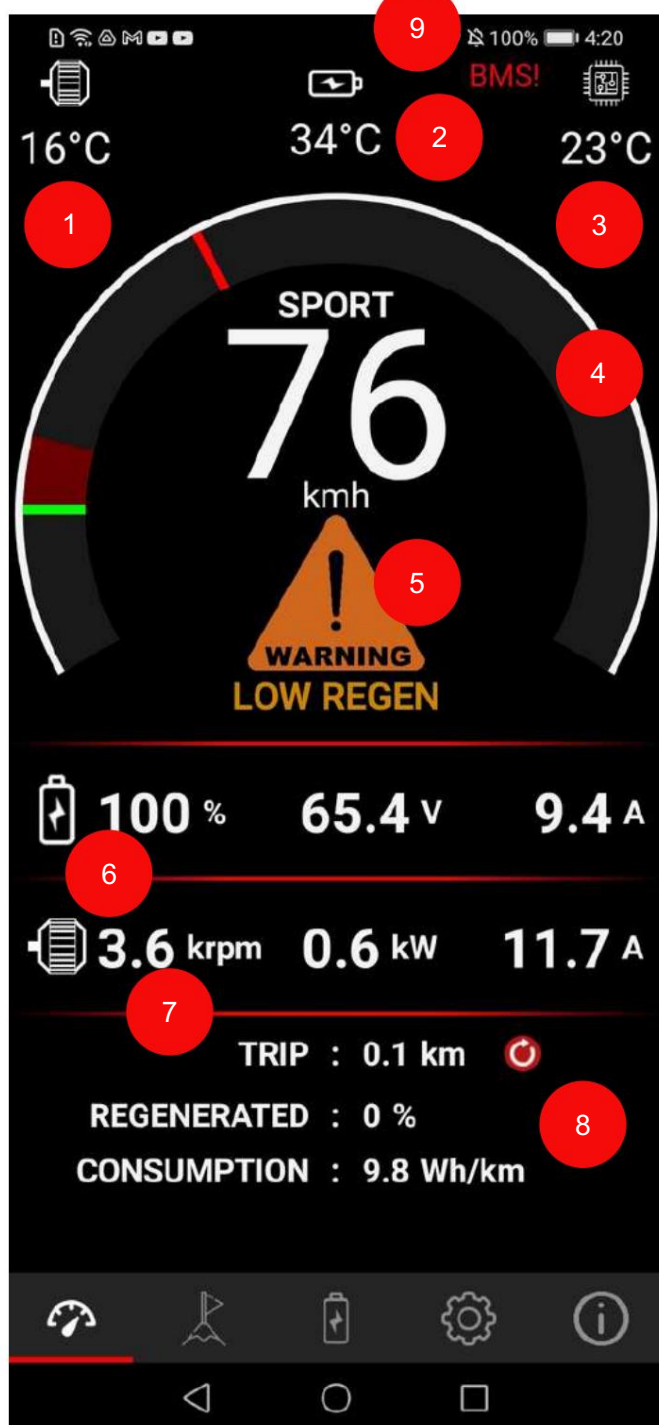 9
100% 4:20
BMS!
16°C 34°C 2 23°C
1 3
SPORT
76
4
kmh
5
WARNING
LOW REGEN
100 % 65.4 V 9.4 A
6
3.6 krpm 0.6 kW 11.7 A
7
TRIP : 0.1 km
REGENERATED : 0 %
8
CONSUMPTION : 9.8 Wh/km